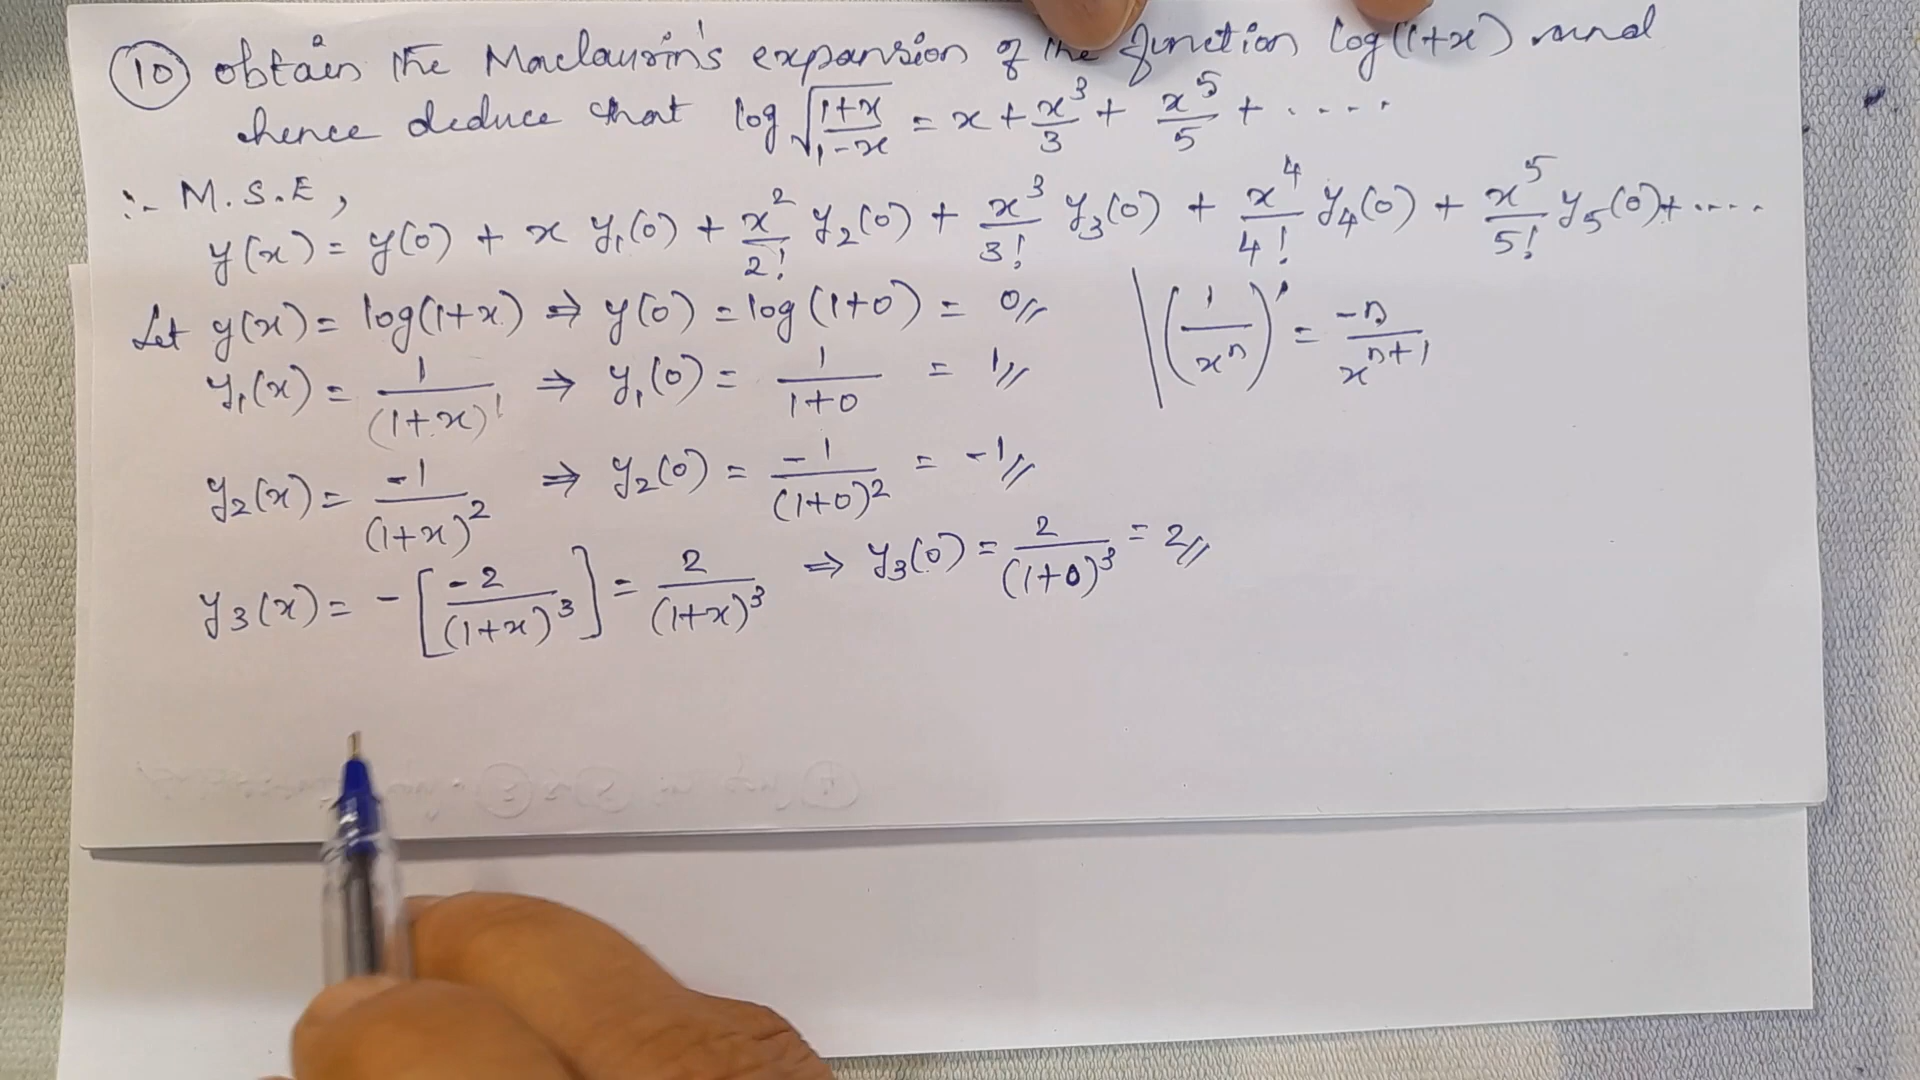 10 obtain the Maclaurin's expansion of the function log(1+x) and
hence deduce that log √((1+x)/(1-x)) = x + x³/3 + x⁵/5 + ....
:- M.S.E,
y(x) = y(0) + x y₁(0) + x²/2! y₂(0) + x³/3! y₃(0) + x⁴/4! y₄(0) + x⁵/5! y₅(0) + ....
Let y(x) = log(1+x) ⇒ y(0) = log(1+0) = 0//
(1/xⁿ)' = -n/xⁿ⁺¹
y₁(x) = 1/(1+x)¹ ⇒ y₁(0) = 1/(1+0) = 1//
y₂(x) = -1/(1+x)² ⇒ y₂(0) = -1/(1+0)² = -1//
y₃(x) = -[-2/(1+x)³] = 2/(1+x)³ ⇒ y₃(0) = 2/(1+0)³ = 2//